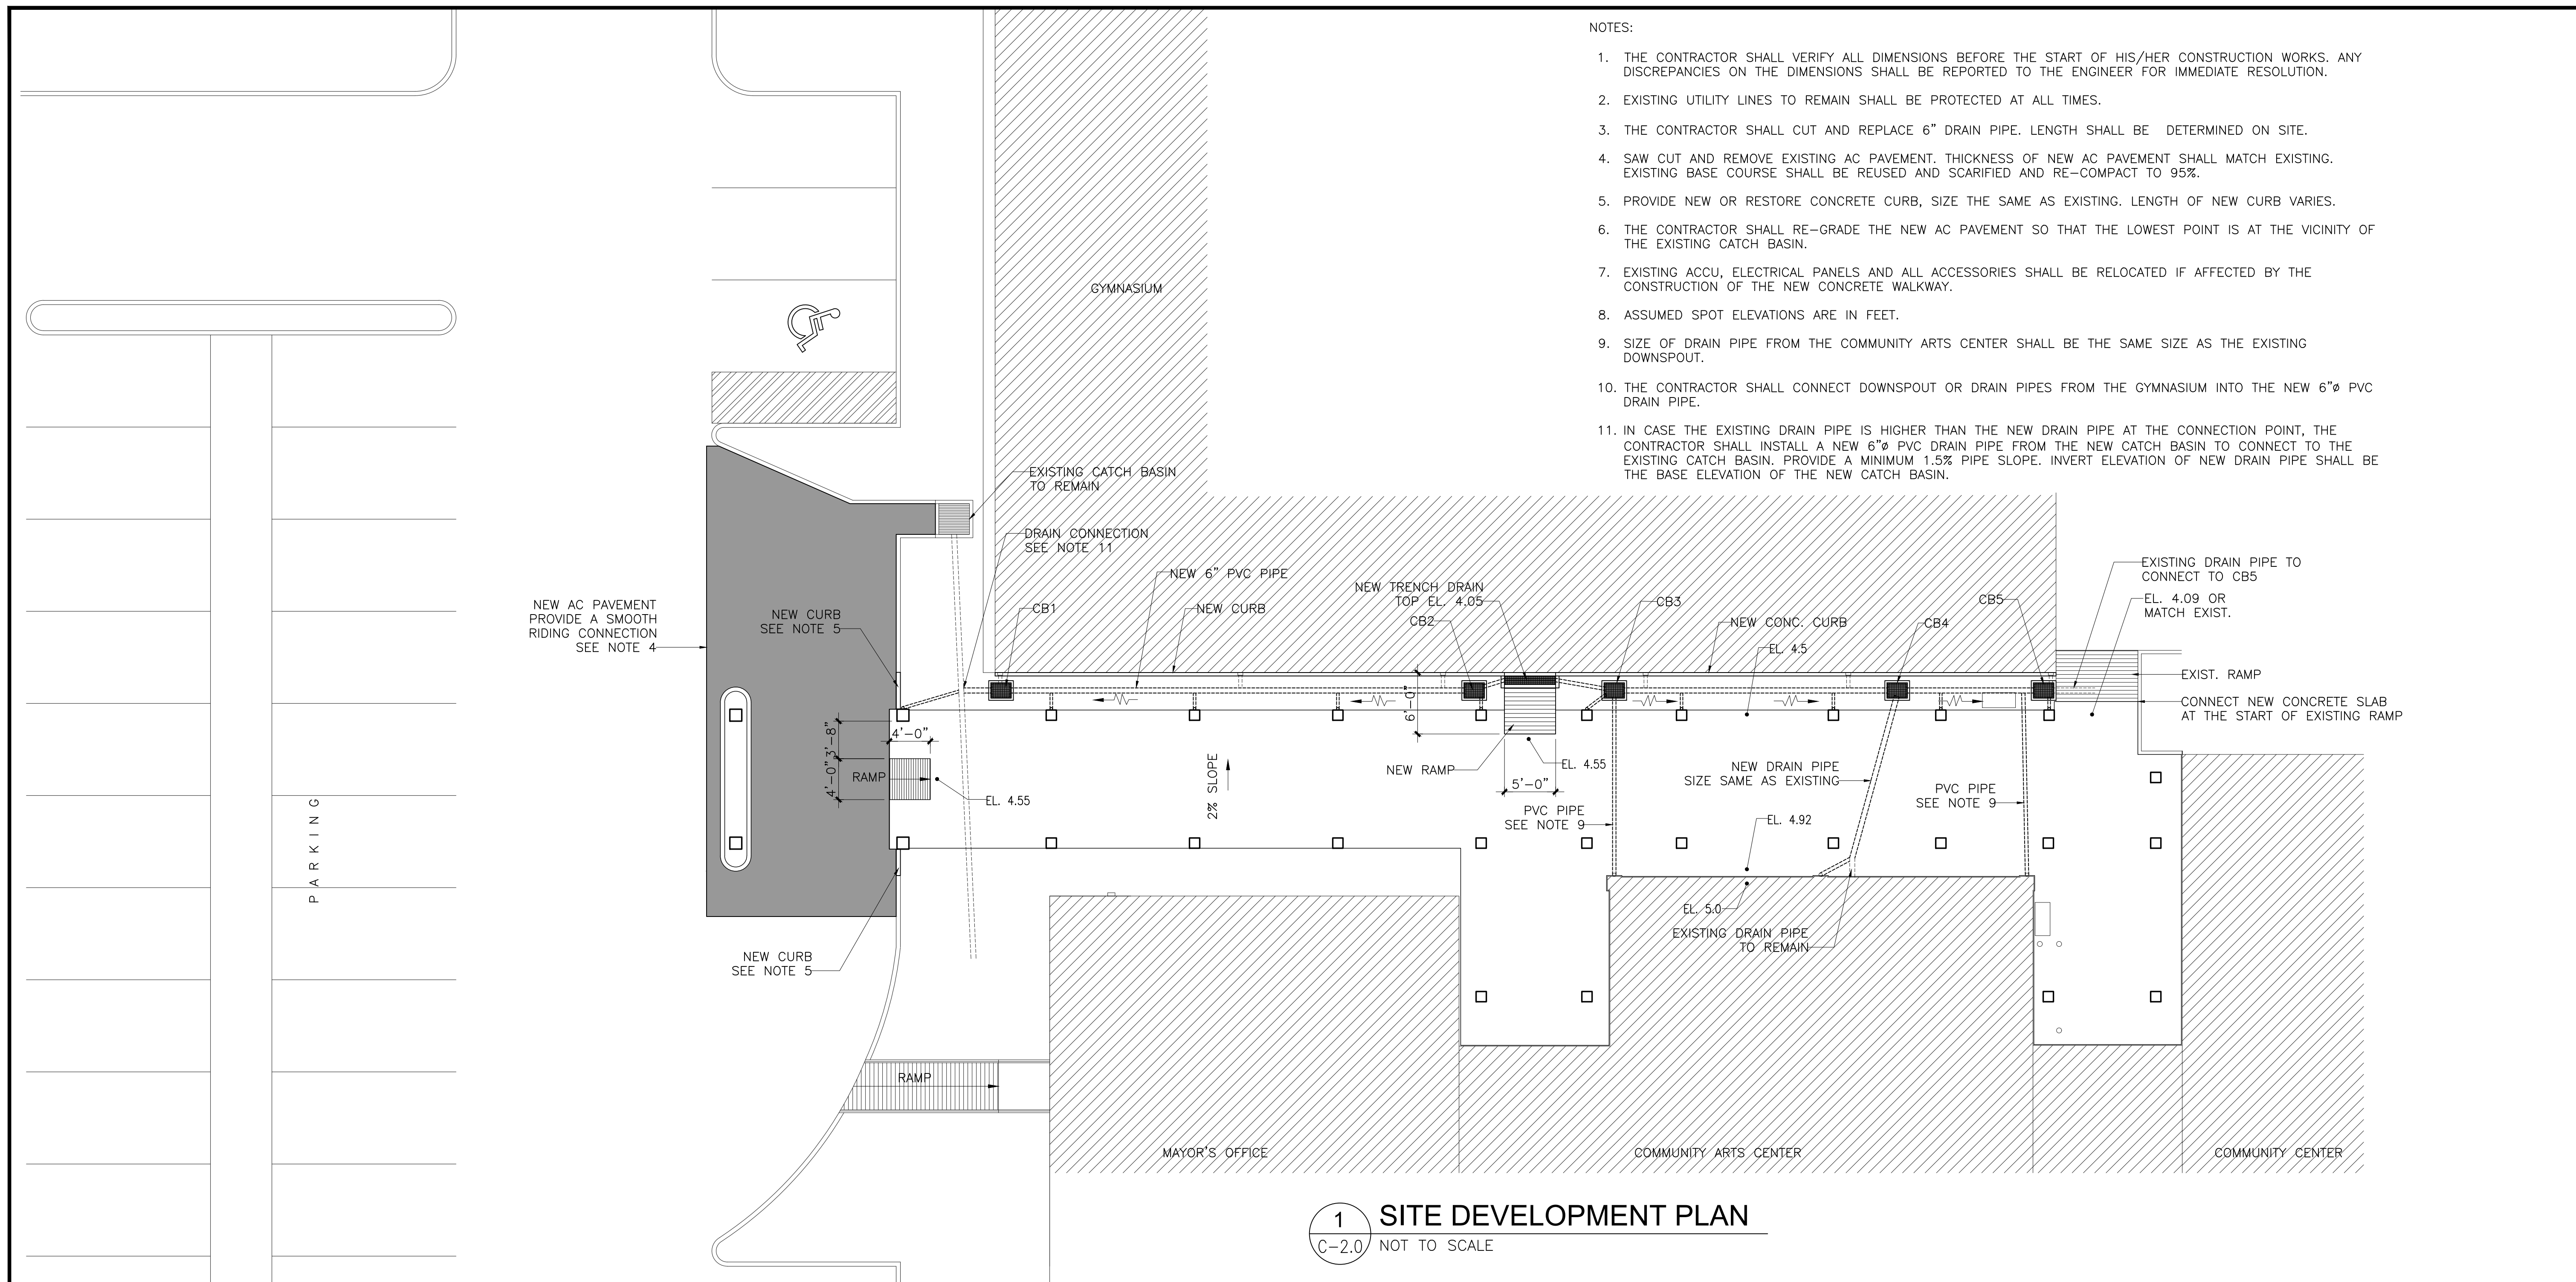 NOTES:
1. THE CONTRACTOR SHALL VERIFY ALL DIMENSIONS BEFORE THE START OF HIS/HER CONSTRUCTION WORKS. ANY
DISCREPANCIES ON THE DIMENSIONS SHALL BE REPORTED TO THE ENGINEER FOR IMMEDIATE RESOLUTION.
2. EXISTING UTILITY LINES TO REMAIN SHALL BE PROTECTED AT ALL TIMES.
3. THE CONTRACTOR SHALL CUT AND REPLACE 6" DRAIN PIPE. LENGTH SHALL BE DETERMINED ON SITE.
4. SAW CUT AND REMOVE EXISTING AC PAVEMENT. THICKNESS OF NEW AC PAVEMENT SHALL MATCH EXISTING.
EXISTING BASE COURSE SHALL BE REUSED AND SCARIFIED AND RE-COMPACT TO 95%.
5. PROVIDE NEW OR RESTORE CONCRETE CURB, SIZE THE SAME AS EXISTING. LENGTH OF NEW CURB VARIES.
6. THE CONTRACTOR SHALL RE-GRADE THE NEW AC PAVEMENT SO THAT THE LOWEST POINT IS AT THE VICINITY OF
THE EXISTING CATCH BASIN.
7. EXISTING ACCU, ELECTRICAL PANELS AND ALL ACCESSORIES SHALL BE RELOCATED IF AFFECTED BY THE
CONSTRUCTION OF THE NEW CONCRETE WALKWAY.
8. ASSUMED SPOT ELEVATIONS ARE IN FEET.
9. SIZE OF DRAIN PIPE FROM THE COMMUNITY ARTS CENTER SHALL BE THE SAME SIZE AS THE EXISTING
DOWNSPOUT.
10. THE CONTRACTOR SHALL CONNECT DOWNSPOUT OR DRAIN PIPES FROM THE GYMNASIUM INTO THE NEW 6"ø PVC
DRAIN PIPE.
11. IN CASE THE EXISTING DRAIN PIPE IS HIGHER THAN THE NEW DRAIN PIPE AT THE CONNECTION POINT, THE
CONTRACTOR SHALL INSTALL A NEW 6"ø PVC DRAIN PIPE FROM THE NEW CATCH BASIN TO CONNECT TO THE
EXISTING CATCH BASIN. PROVIDE A MINIMUM 1.5% PIPE SLOPE. INVERT ELEVATION OF NEW DRAIN PIPE SHALL BE
THE BASE ELEVATION OF THE NEW CATCH BASIN.
GYMNASIUM
EXISTING CATCH BASIN
TO REMAIN
DRAIN CONNECTION
SEE NOTE 11
NEW 6" PVC PIPE
NEW TRENCH DRAIN
TOP EL. 4.05
EXISTING DRAIN PIPE TO
CONNECT TO CB5
EL. 4.09 OR
MATCH EXIST.
NEW AC PAVEMENT
PROVIDE A SMOOTH
RIDING CONNECTION
SEE NOTE 4
NEW CURB
SEE NOTE 5
CB1
NEW CURB
CB2
CB3
NEW CONC. CURB
CB4
CB5
EL. 4.5
EXIST. RAMP
CONNECT NEW CONCRETE SLAB
AT THE START OF EXISTING RAMP
6'-0"
4'-0"
3'-8"
4'-0"
RAMP
EL. 4.55
2% SLOPE
NEW RAMP
EL. 4.55
5'-0"
NEW DRAIN PIPE
SIZE SAME AS EXISTING
PVC PIPE
SEE NOTE 9
PVC PIPE
SEE NOTE 9
EL. 4.92
EL. 5.0
EXISTING DRAIN PIPE
TO REMAIN
PARKING
NEW CURB
SEE NOTE 5
RAMP
MAYOR'S OFFICE
COMMUNITY ARTS CENTER
COMMUNITY CENTER
1
C-2.0
SITE DEVELOPMENT PLAN
NOT TO SCALE